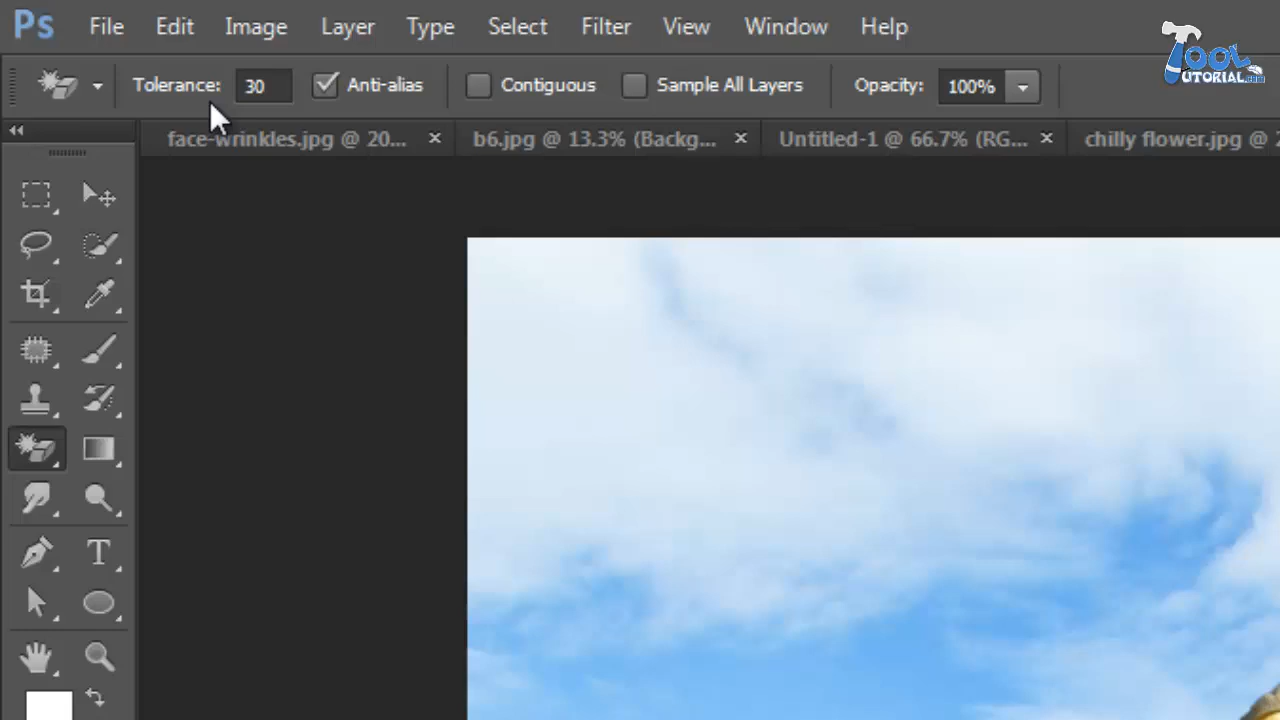 Ps File Edit Image Layer Type Select Filter View Window Help
TOOL
TUTORIAL.com
Tolerance: 30 Anti-alias Contiguous Sample All Layers Opacity: 100%
face-wrinkles.jpg @ 20... × b6.jpg @ 13.3% (Backg... × Untitled-1 @ 66.7% (RG... × chilly flower.jpg @
T